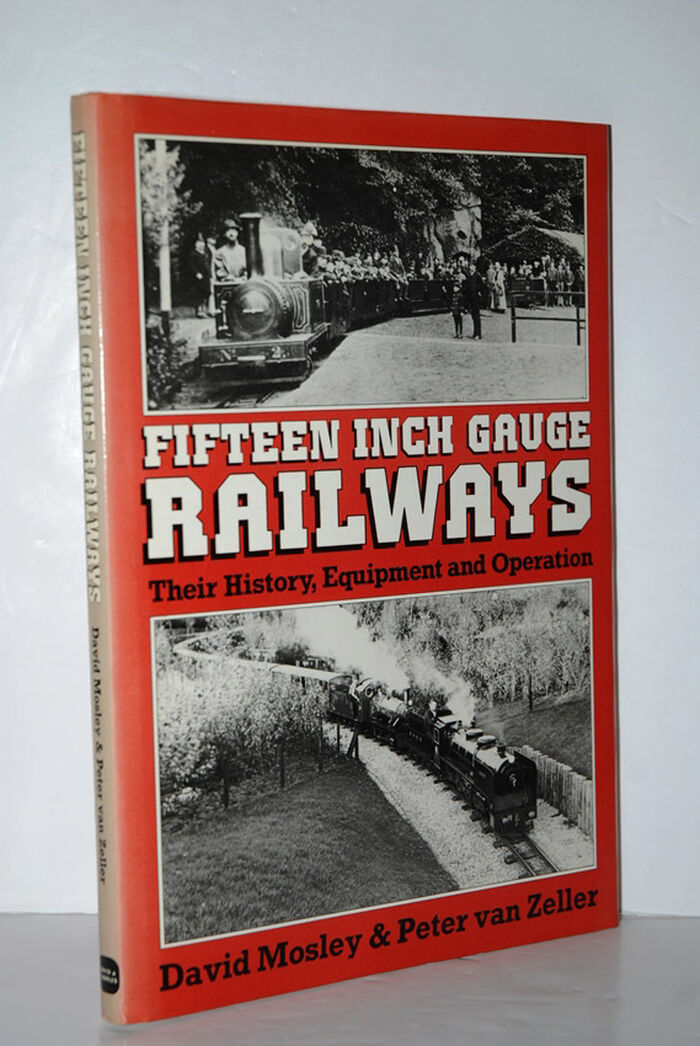 FIFTEEN INCH GAUGE
RAILWAYS
Their History, Equipment and Operation
David Mosley & Peter van Zeller
FIFTEEN INCH GAUGE RAILWAYS David Mosley & Peter van Zeller